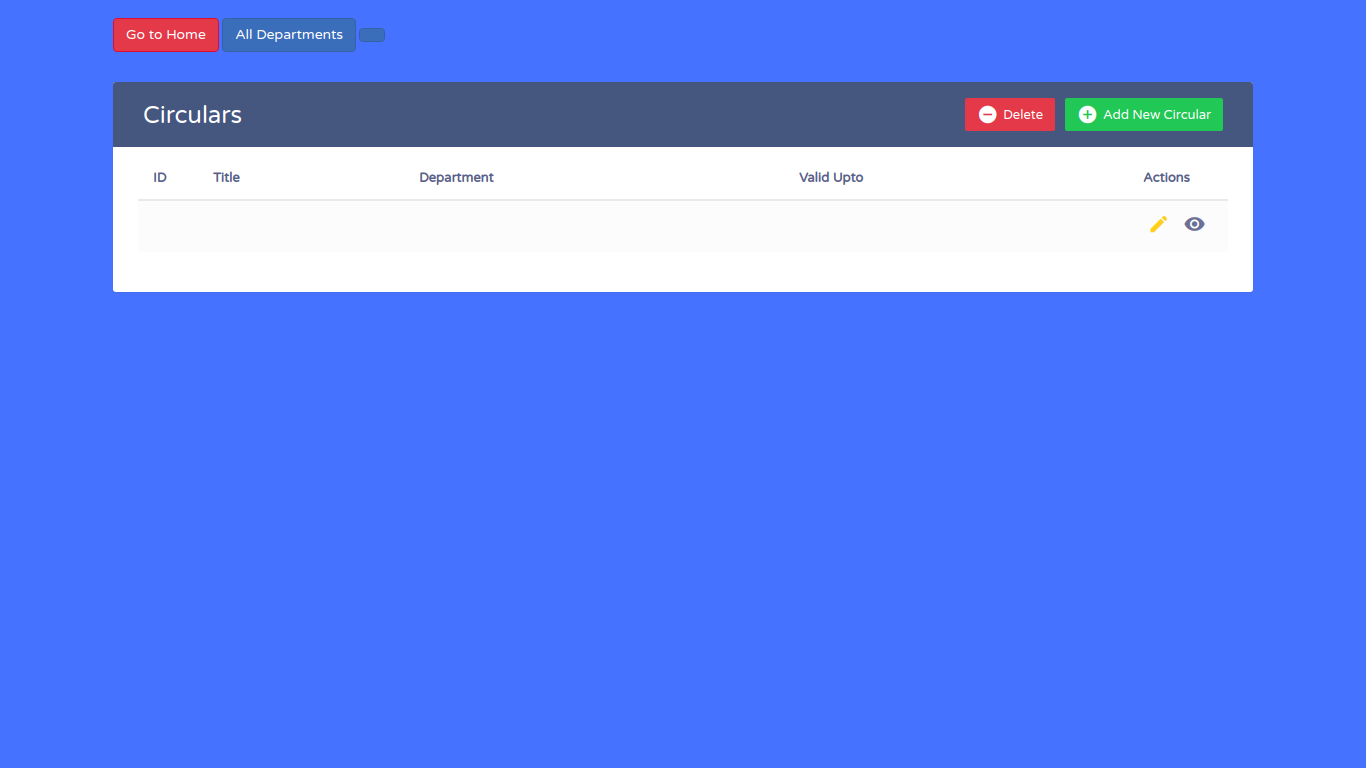 Go to Home All Departments
Circulars Delete Add New Circular
ID Title Department Valid Upto Actions